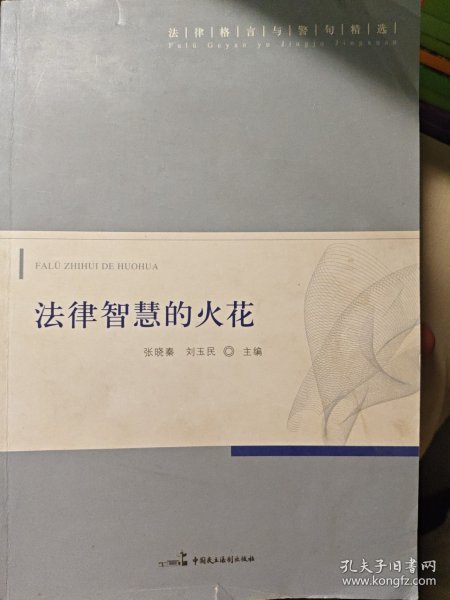 法律格言与警句精选
Falü Geyan yu Jingju Jingxuan
FALÜ ZHIHUI DE HUOHUA
法律智慧的火花
张晓秦 刘玉民 ◎ 主编
中国民主法制出版社
孔夫子旧书网
www.kongfz.com